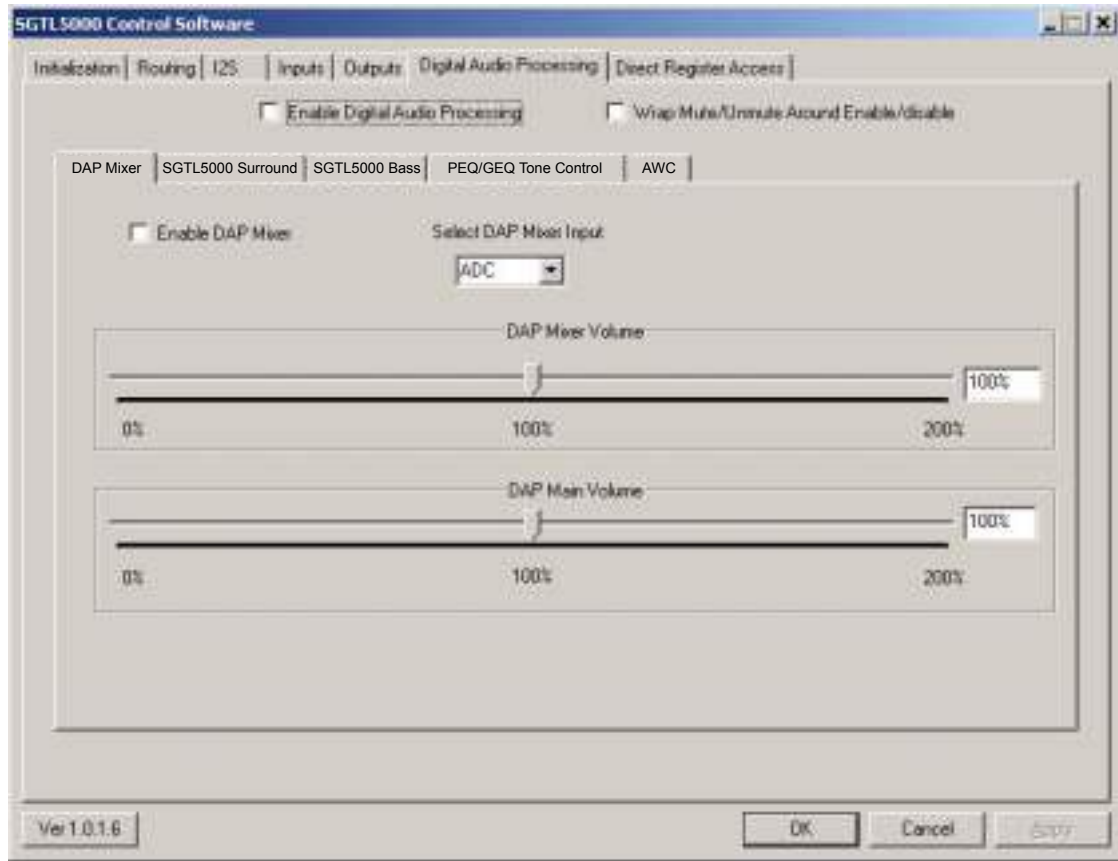 SGTL5000 Control Software
Initialization Routing I2S Inputs Outputs Digital Audio Processing Direct Register Access
Enable Digital Audio Processing Wrap Mute/Unmute Around Enable/disable
DAP Mixer SGTL5000 Surround SGTL5000 Bass PEQ/GEQ Tone Control AWC
Enable DAP Mixer Select DAP Mixer Input
ADC
DAP Mixer Volume
100%
0% 100% 200%
DAP Main Volume
100%
0% 100% 200%
Ver 1.0.1.6 OK Cancel Apply